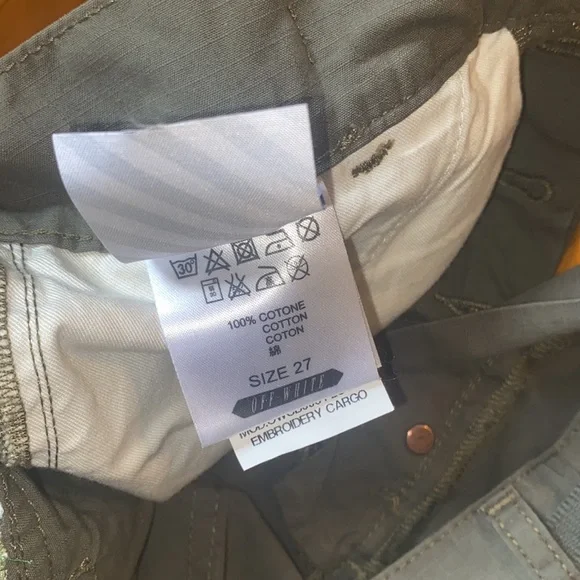 30°
100% COTONE
COTTON
COTON
綿
SIZE 27
OFF-WHITE
EMBROIDERY CARGO